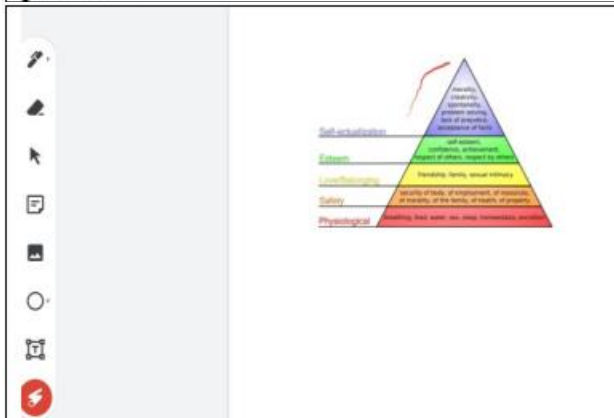 morality,
creativity,
spontaneity,
problem solving,
lack of prejudice,
acceptance of facts
Self-actualization
self-esteem,
confidence, achievement,
respect of others, respect by others
Esteem
friendship, family, sexual intimacy
Love/Belonging
security of body, of employment, of resources,
of morality, of the family, of health, of property
Safety
breathing, food, water, sex, sleep, homeostasis, excretion
Physiological
T